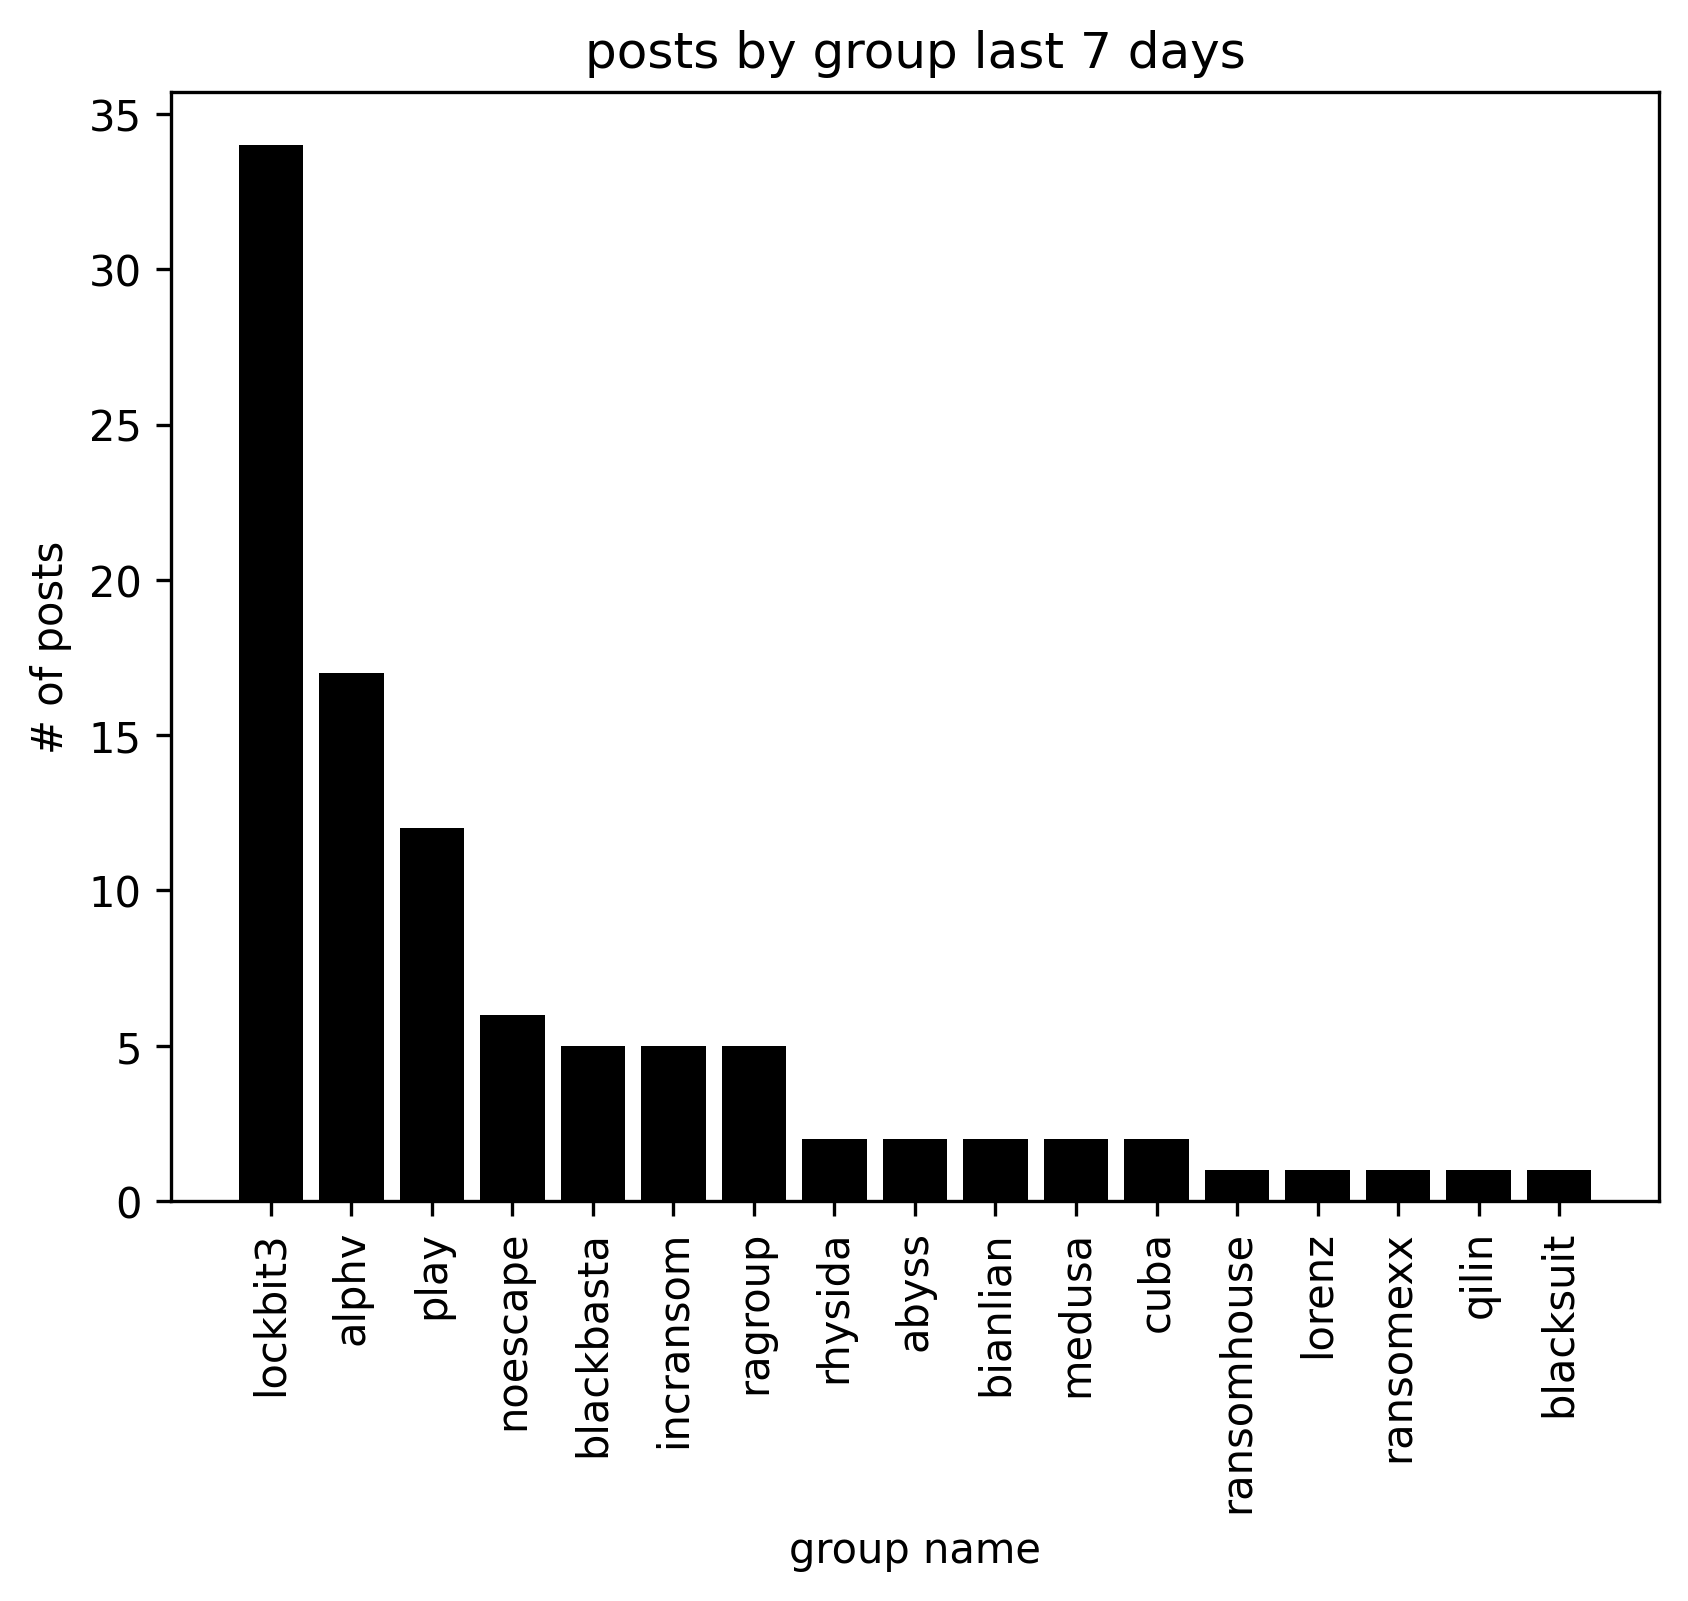 posts by group last 7 days
35
30
25
20
15
10
5
0
# of posts
lockbit3
alphv
play
noescape
blackbasta
incransom
ragroup
rhysida
abyss
bianlian
medusa
cuba
ransomhouse
lorenz
ransomexx
qilin
blacksuit
group name